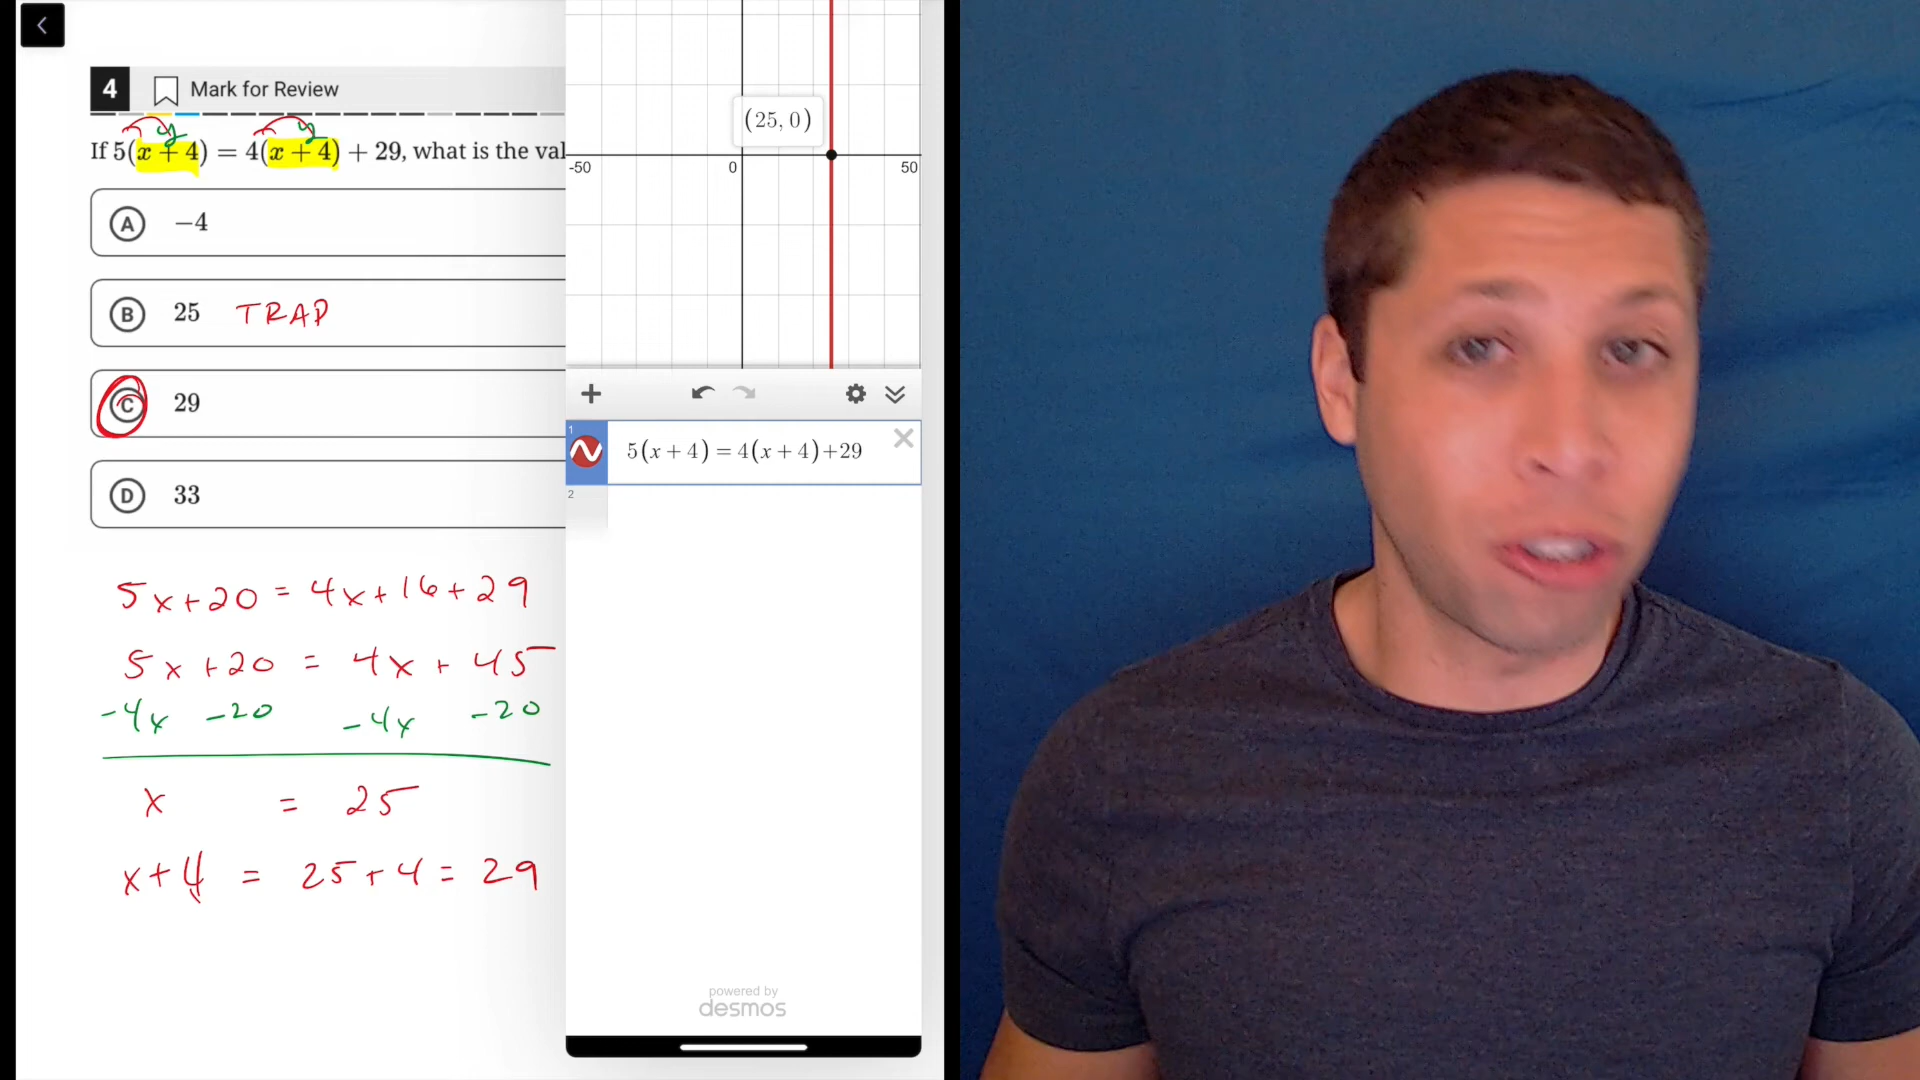 4 Mark for Review
y y
If 5(x + 4) = 4(x + 4) + 29, what is the val
A −4
B 25 TRAP
C 29
D 33
5x+20 = 4x+16+29
5x+20 = 4x+45
-4x -20 -4x -20
x = 25
x+4 = 25+4 = 29
(25, 0)
-50 0 50
1
5(x + 4) = 4(x + 4)+29
2
powered by
desmos